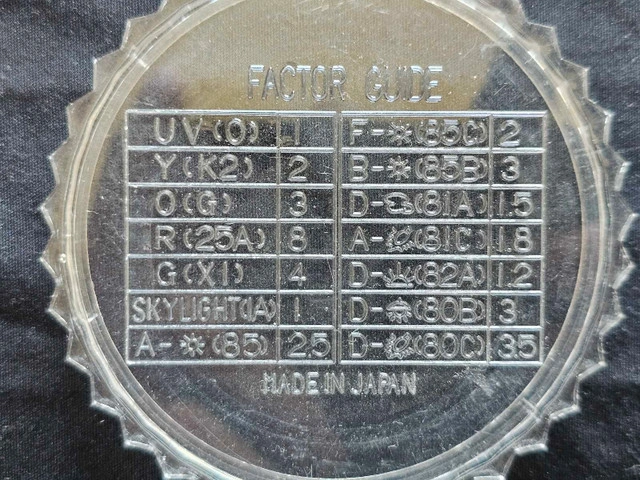 FACTOR GUIDE
UV(O) 1 F-☀(85C) 2
Y(K2) 2 B-☀(85B) 3
O(G) 3 D-☁(81A) 1.5
R(25A) 8 A-(81C) 1.8
G(X1) 4 D-(82A) 1.2
SKYLIGHT(1A) 1 D-(80B) 3
A-☀(85) 2.5 D-(80C) 3.5
MADE IN JAPAN